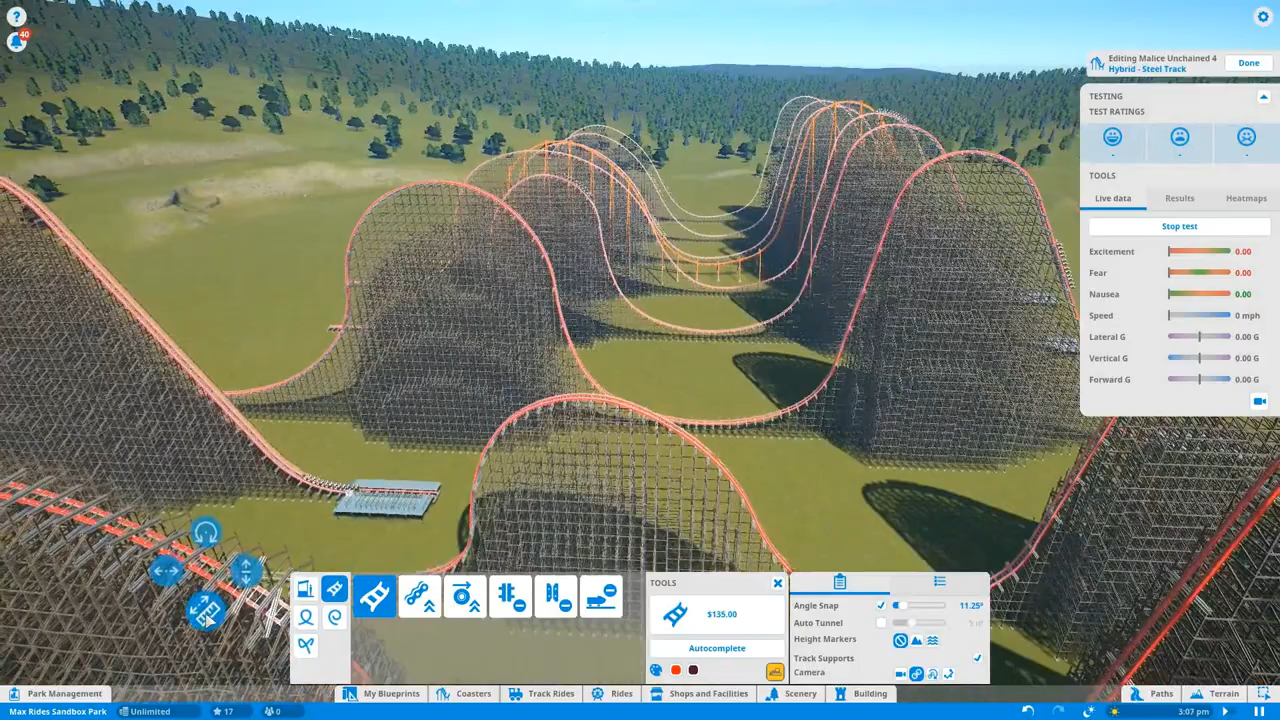 ?
40
Editing Malice Unchained 4
Hybrid - Steel Track
Done
TESTING
TEST RATINGS
- - -
TOOLS
Live data Results Heatmaps
Stop test
Excitement 0.00
Fear 0.00
Nausea 0.00
Speed 0 mph
Lateral G 0.00 G
Vertical G 0.00 G
Forward G 0.00 G
TOOLS
$135.00
Autocomplete
Angle Snap 11.25°
Auto Tunnel
Height Markers
Track Supports
Camera
Park Management My Blueprints Coasters Track Rides Rides Shops and Facilities Scenery Building Paths Terrain
Max Rides Sandbox Park Unlimited 17 0 3:07 pm